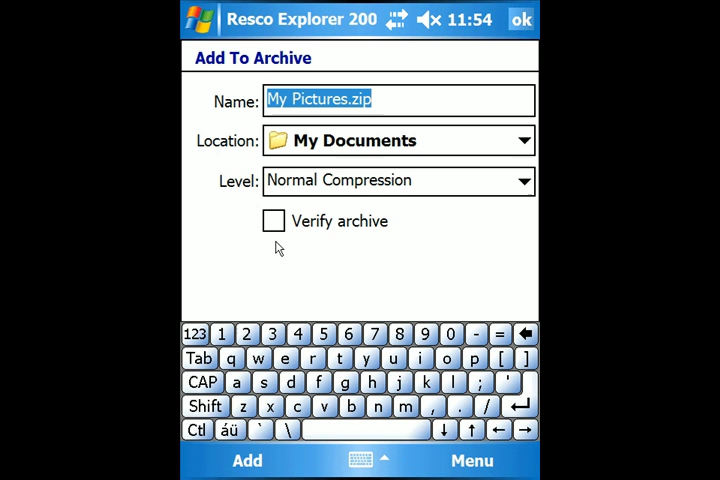 Resco Explorer 200 11:54 ok
Add To Archive
Name: My Pictures.zip
Location: My Documents
Level: Normal Compression
Verify archive
123 1 2 3 4 5 6 7 8 9 0 - =
Tab q w e r t y u i o p [ ]
CAP a s d f g h j k l ; '
Shift z x c v b n m , . /
Ctl áü ` \
Add Menu